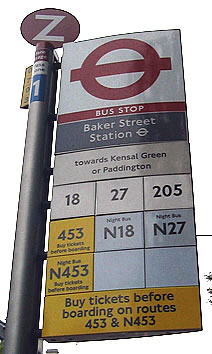 Z
1
BUS STOP
Baker Street
Station
towards Kensal Green
or Paddington
18 27 205
453
Buy tickets
before boarding
Night Bus
N18
Night Bus
N27
Night Bus
N453
Buy tickets
before boarding
Buy tickets before
boarding on routes
453 & N453